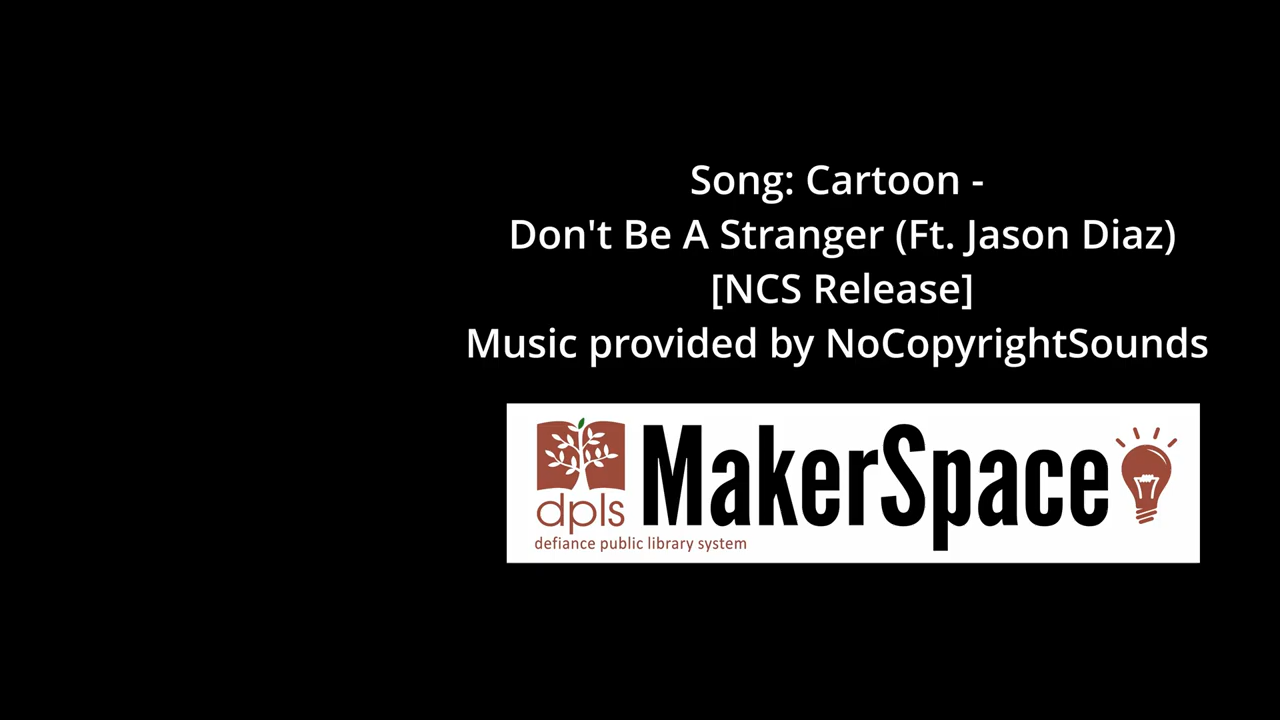 Song: Cartoon -
Don't Be A Stranger (Ft. Jason Diaz)
[NCS Release]
Music provided by NoCopyrightSounds
dpls
MakerSpace
defiance public library system